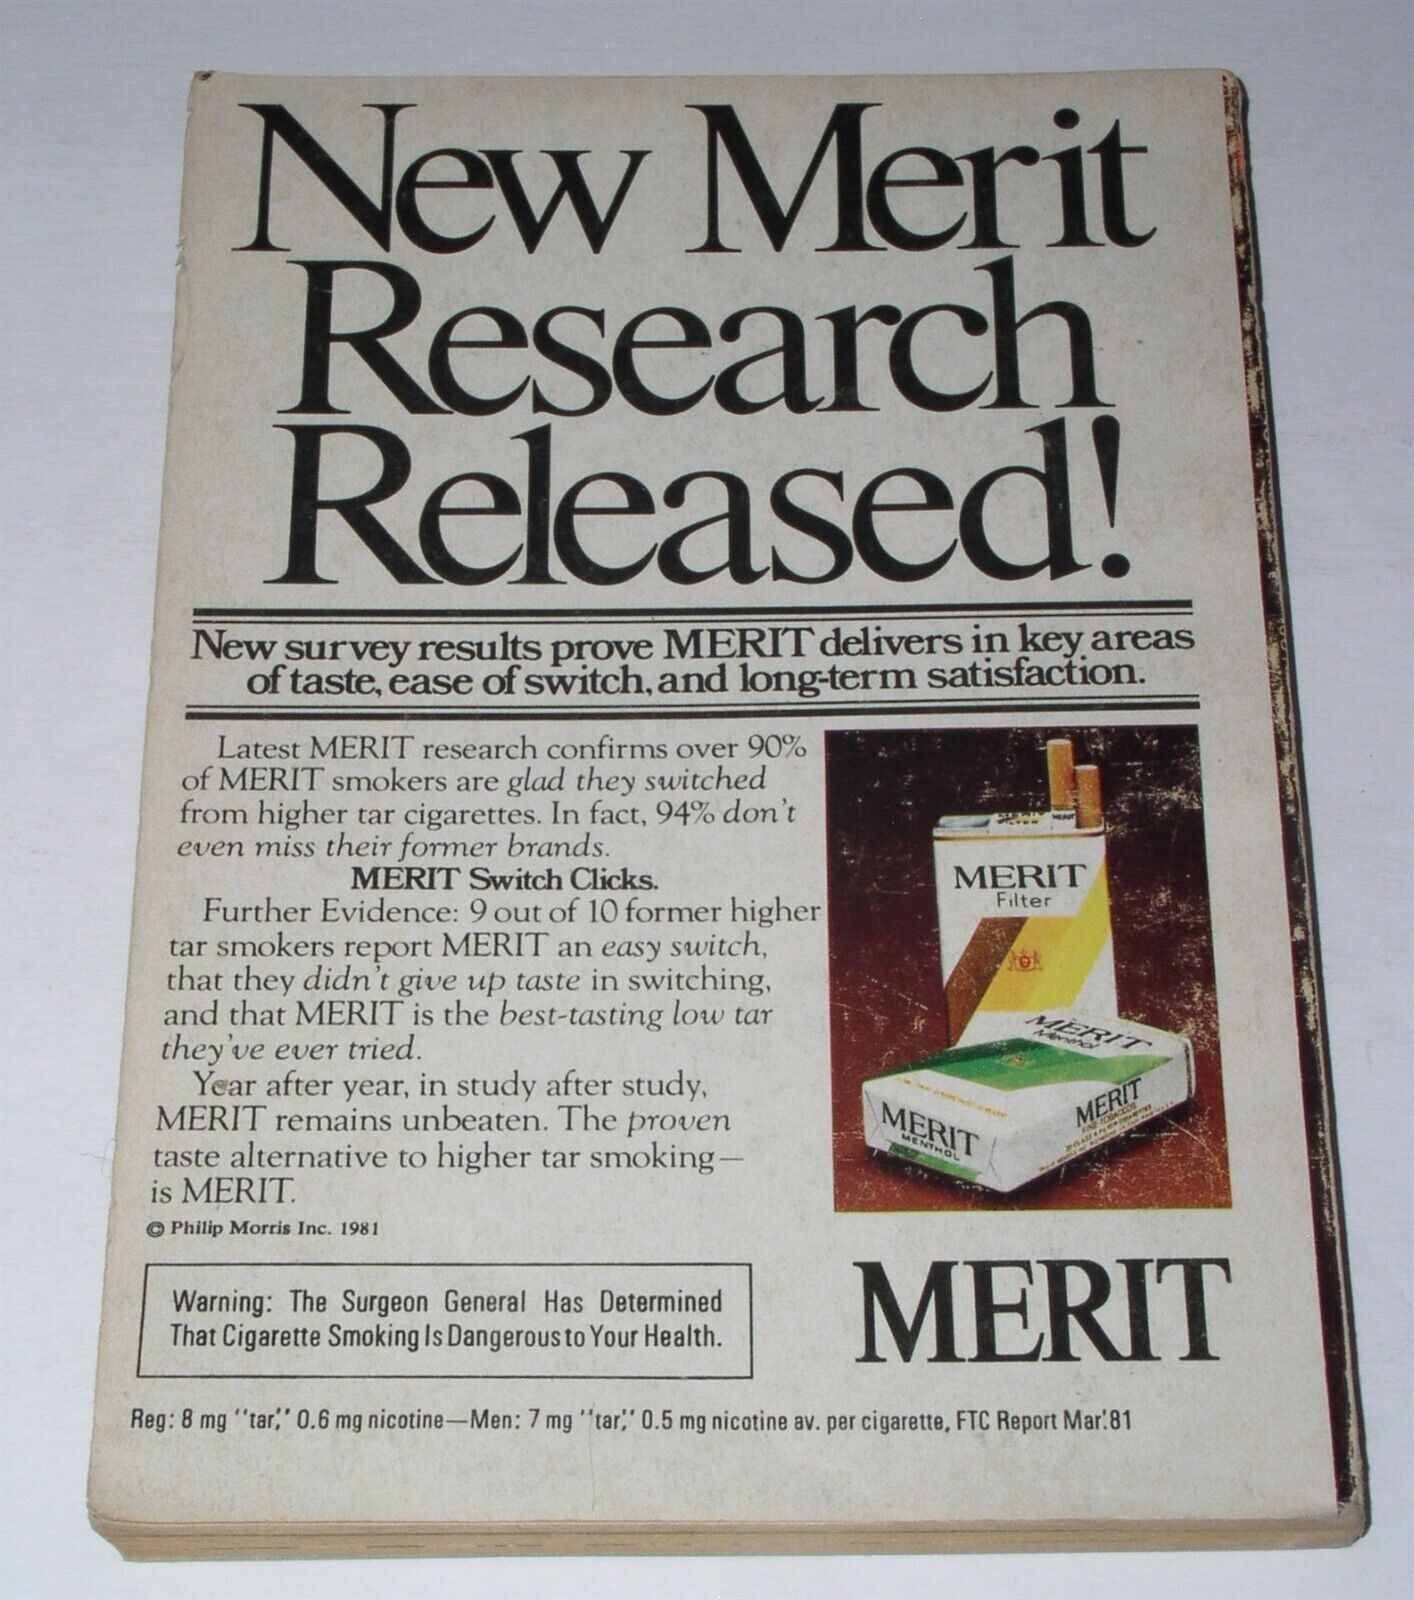 New Merit
Research
Released!
New survey results prove MERIT delivers in key areas
of taste, ease of switch, and long-term satisfaction.
Latest MERIT research confirms over 90%
of MERIT smokers are glad they switched
from higher tar cigarettes. In fact, 94% don't
even miss their former brands.
MERIT Switch Clicks.
Further Evidence: 9 out of 10 former higher
tar smokers report MERIT an easy switch,
that they didn't give up taste in switching,
and that MERIT is the best-tasting low tar
they've ever tried.
Year after year, in study after study,
MERIT remains unbeaten. The proven
taste alternative to higher tar smoking—
is MERIT.
© Philip Morris Inc. 1981
MERIT
Filter
MERIT
Menthol
MERIT
MENTHOL
MERIT
FINE TOBACCOS
MERIT
Warning: The Surgeon General Has Determined
That Cigarette Smoking Is Dangerous to Your Health.
Reg: 8 mg "tar," 0.6 mg nicotine—Men: 7 mg "tar," 0.5 mg nicotine av. per cigarette, FTC Report Mar.'81